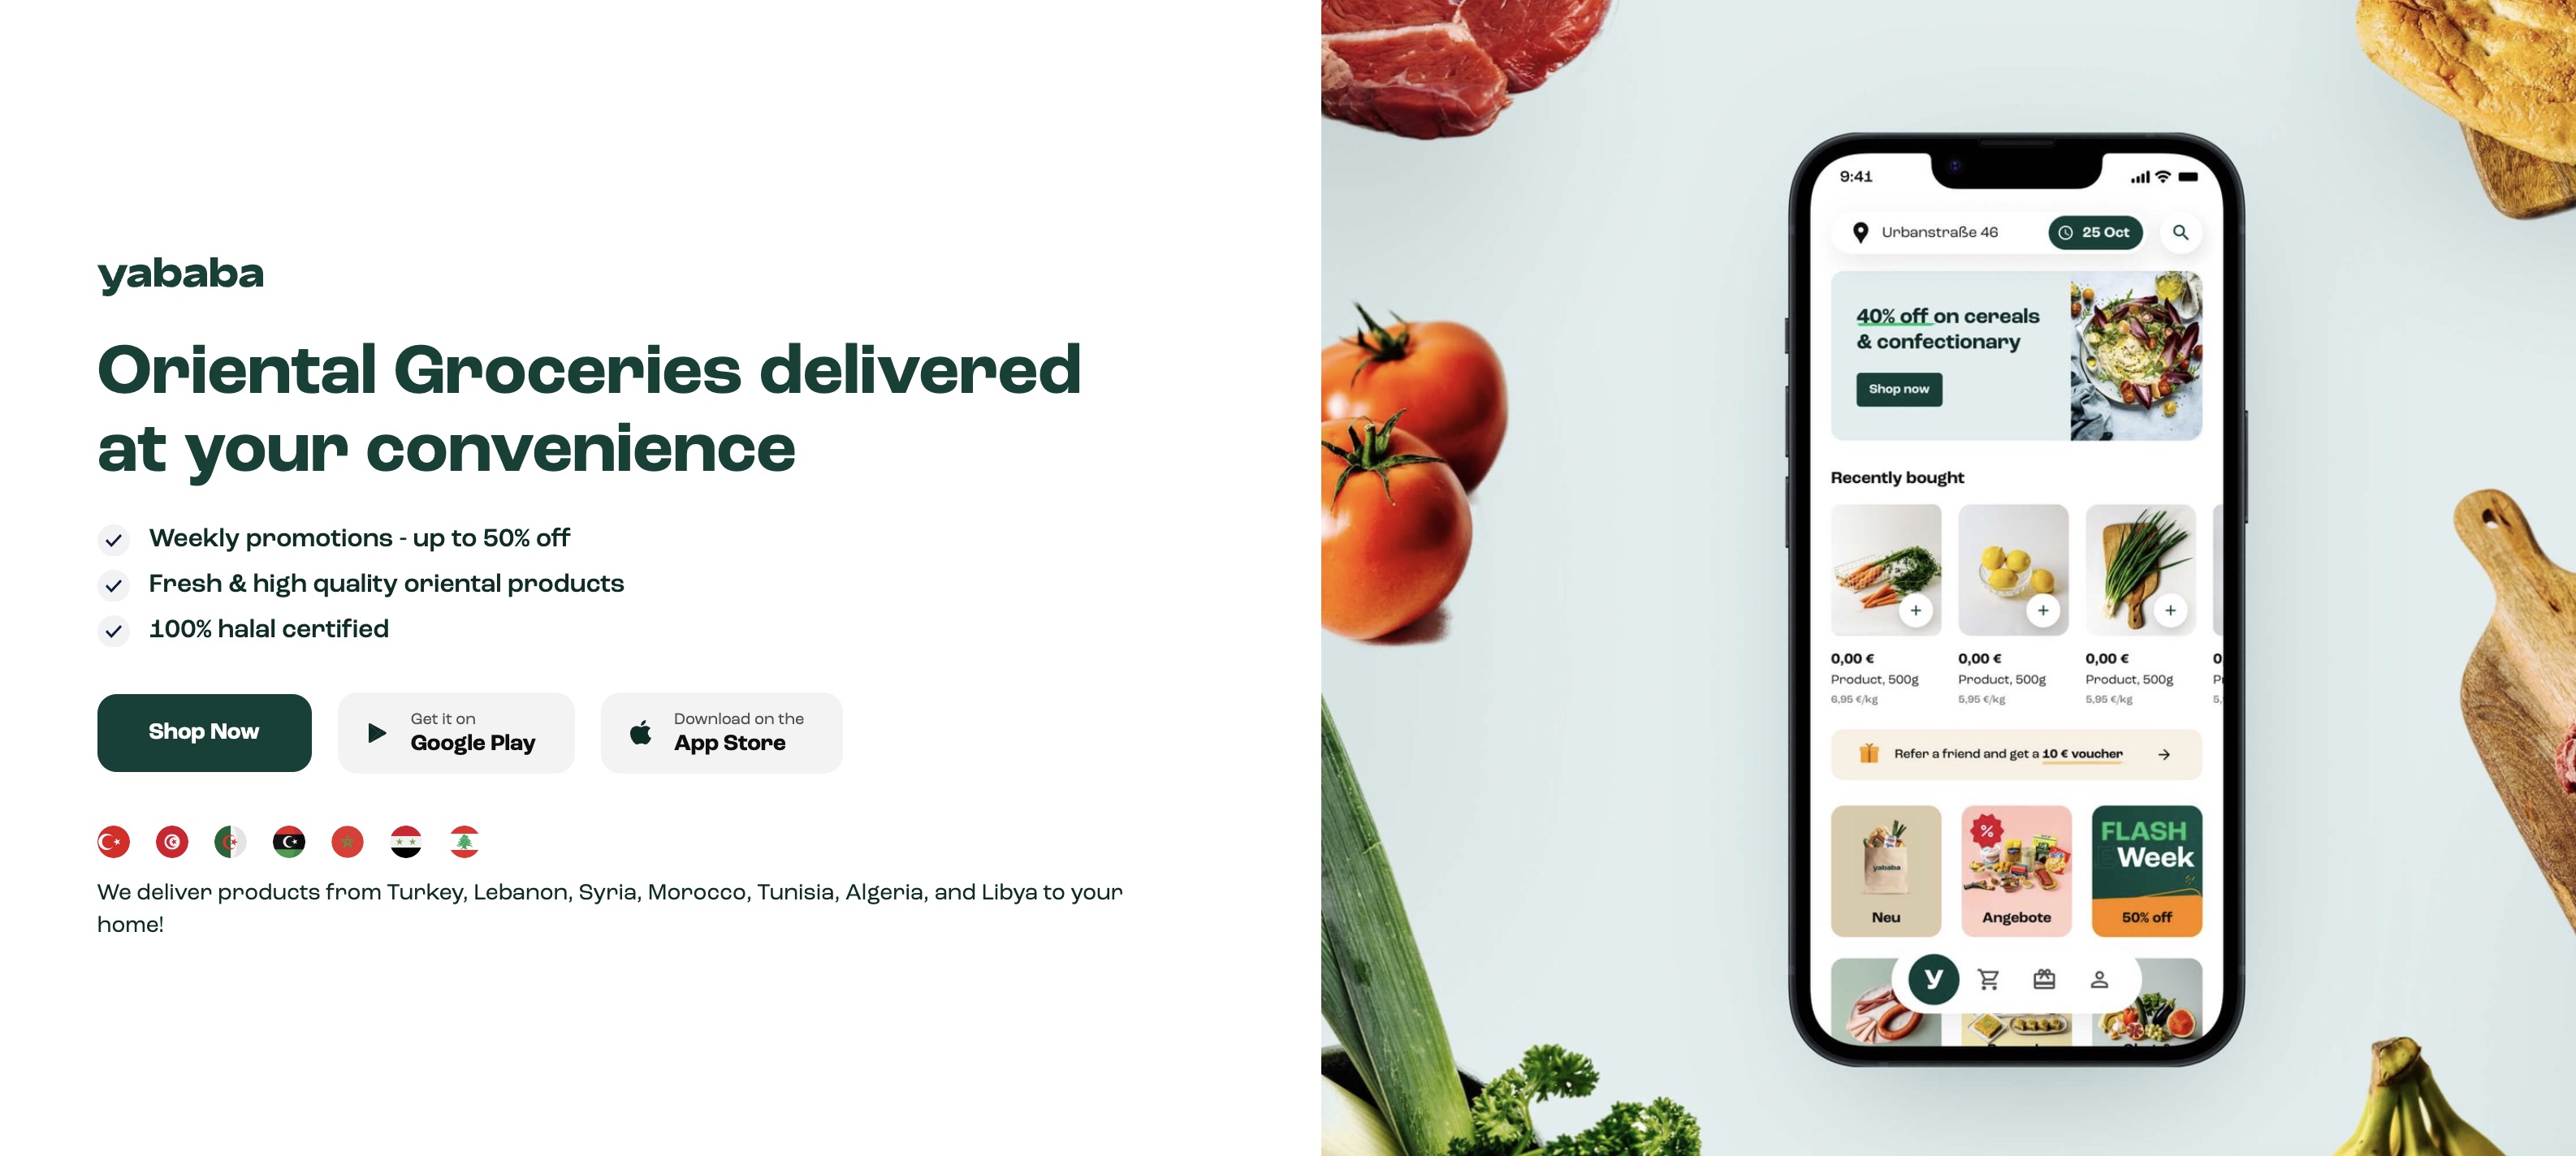 yababa
Oriental Groceries delivered
at your convenience
Weekly promotions - up to 50% off
Fresh & high quality oriental products
100% halal certified
Shop Now
Get it on
Google Play
Download on the
App Store
We deliver products from Turkey, Lebanon, Syria, Morocco, Tunisia, Algeria, and Libya to your
home!
9:41
Urbanstraße 46
25 Oct
40% off on cereals
& confectionary
Shop now
Recently bought
0,00 € 0,00 € 0,00 €
Product, 500g Product, 500g Product, 500g
6,95 €/kg 5,95 €/kg 5,95 €/kg
Refer a friend and get a 10 € voucher
%
FLASH
Week
yababa
Neu
Angebote
50% off
y